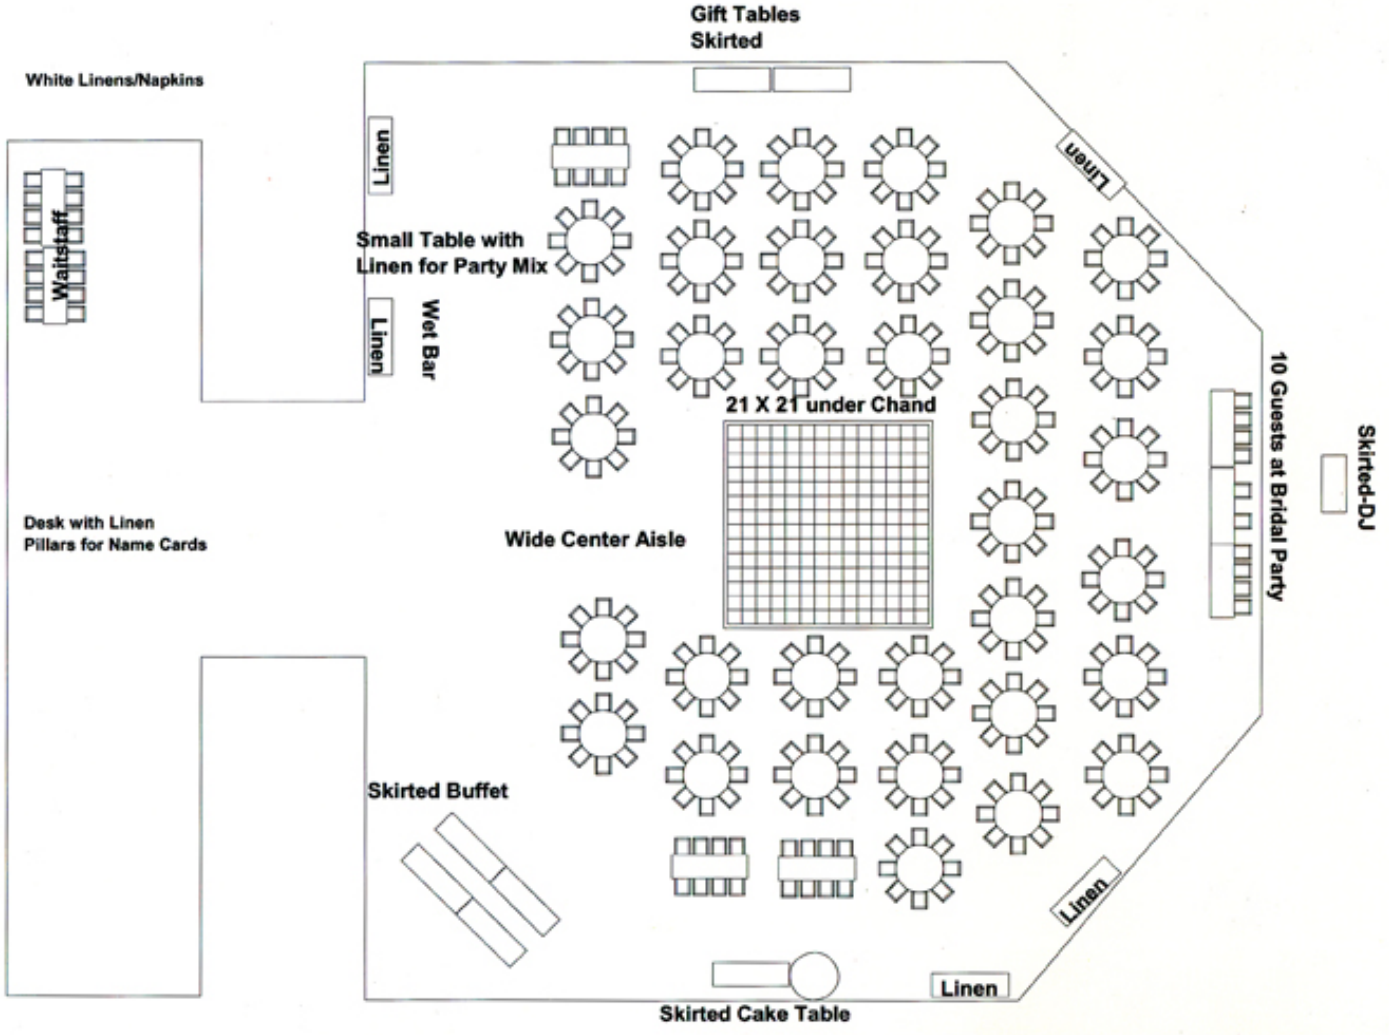 Gift Tables
Skirted
White Linens/Napkins
Linen
Linen
Waitstaff
Small Table with
Linen for Party Mix
Wet Bar
Linen
21 X 21 under Chand
10 Guests at Bridal Party
Skirted-DJ
Desk with Linen
Pillars for Name Cards
Wide Center Aisle
Skirted Buffet
Linen
Linen
Skirted Cake Table